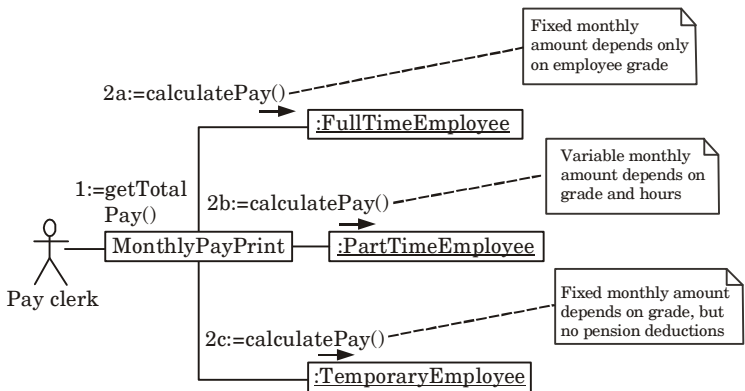 Fixed monthly
amount depends only
on employee grade
2a:=calculatePay()
:FullTimeEmployee
Variable monthly
amount depends on
grade and hours
1:=getTotal
Pay()
2b:=calculatePay()
MonthlyPayPrint
:PartTimeEmployee
Pay clerk
Fixed monthly amount
depends on grade, but
no pension deductions
2c:=calculatePay()
:TemporaryEmployee